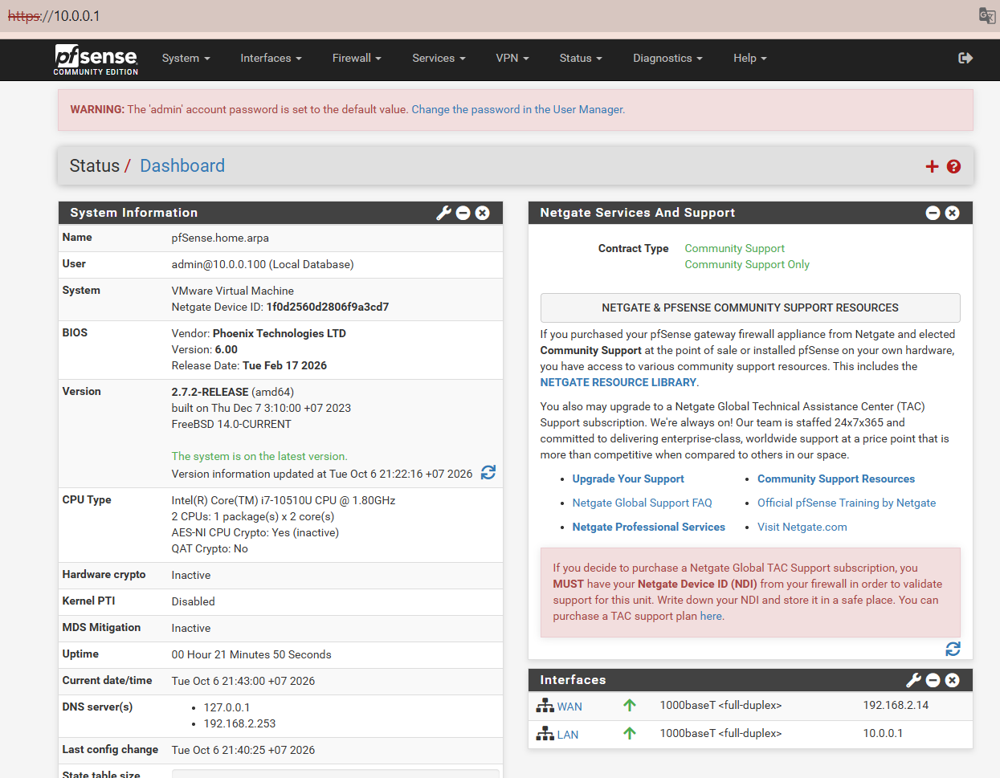 https://10.0.0.1
pfsense
COMMUNITY EDITION
System
Interfaces
Firewall
Services
VPN
Status
Diagnostics
Help
WARNING: The 'admin' account password is set to the default value. Change the password in the User Manager.
Status / Dashboard
System Information
Name pfSense.home.arpa
User admin@10.0.0.100 (Local Database)
System VMware Virtual Machine
Netgate Device ID: 1f0d2560d2806f9a3cd7
BIOS Vendor: Phoenix Technologies LTD
Version: 6.00
Release Date: Tue Feb 17 2026
Version 2.7.2-RELEASE (amd64)
built on Thu Dec 7 3:10:00 +07 2023
FreeBSD 14.0-CURRENT
The system is on the latest version.
Version information updated at Tue Oct 6 21:22:16 +07 2026
CPU Type Intel(R) Core(TM) i7-10510U CPU @ 1.80GHz
2 CPUs: 1 package(s) x 2 core(s)
AES-NI CPU Crypto: Yes (inactive)
QAT Crypto: No
Hardware crypto Inactive
Kernel PTI Disabled
MDS Mitigation Inactive
Uptime 00 Hour 21 Minutes 50 Seconds
Current date/time Tue Oct 6 21:43:00 +07 2026
DNS server(s) • 127.0.0.1
• 192.168.2.253
Last config change Tue Oct 6 21:40:25 +07 2026
State table size
Netgate Services And Support
Contract Type Community Support
Community Support Only
NETGATE & PFSENSE COMMUNITY SUPPORT RESOURCES
If you purchased your pfSense gateway firewall appliance from Netgate and elected
Community Support at the point of sale or installed pfSense on your own hardware,
you have access to various community support resources. This includes the
NETGATE RESOURCE LIBRARY.
You also may upgrade to a Netgate Global Technical Assistance Center (TAC)
Support subscription. We're always on! Our team is staffed 24x7x365 and
committed to delivering enterprise-class, worldwide support at a price point that is
more than competitive when compared to others in our space.
• Upgrade Your Support
• Community Support Resources
• Netgate Global Support FAQ
• Official pfSense Training by Netgate
• Netgate Professional Services
• Visit Netgate.com
If you decide to purchase a Netgate Global TAC Support subscription, you
MUST have your Netgate Device ID (NDI) from your firewall in order to validate
support for this unit. Write down your NDI and store it in a safe place. You can
purchase a TAC support plan here.
Interfaces
WAN 1000baseT <full-duplex> 192.168.2.14
LAN 1000baseT <full-duplex> 10.0.0.1